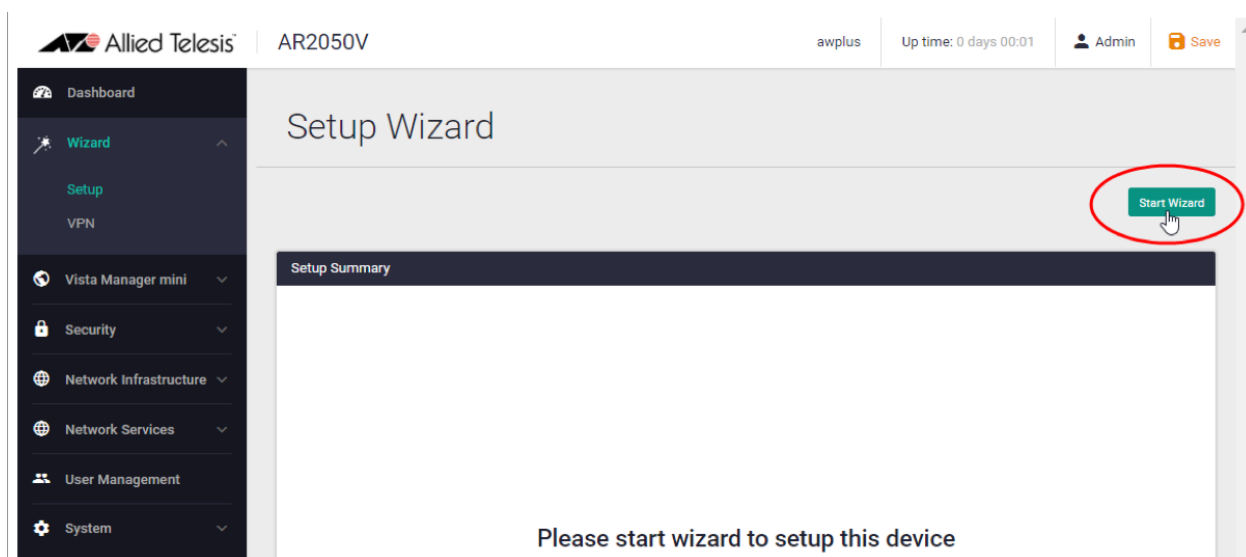 Allied Telesis
AR2050V
awplus
Up time: 0 days 00:01
Admin
Save
Dashboard
Wizard
Setup
VPN
Vista Manager mini
Security
Network Infrastructure
Network Services
User Management
System
Setup Wizard
Start Wizard
Setup Summary
Please start wizard to setup this device